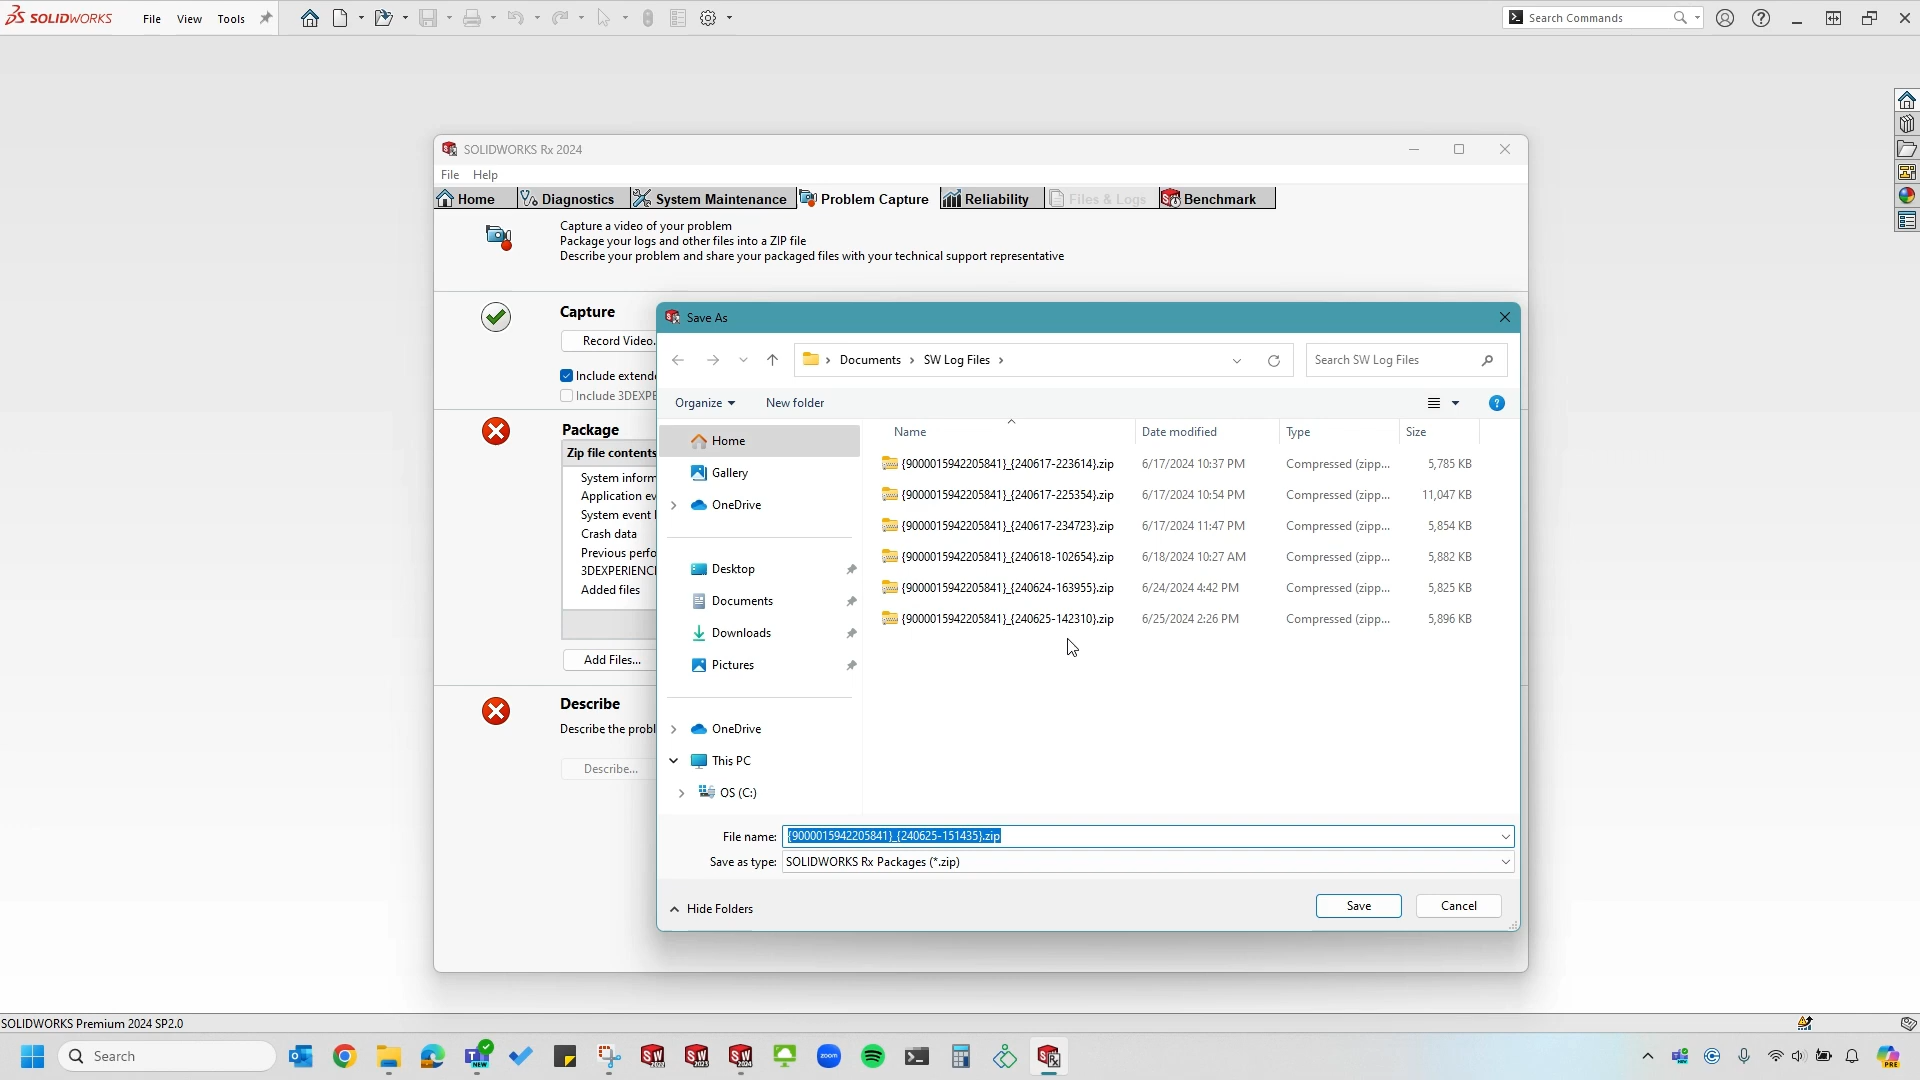 SOLIDWORKS File View Tools Search Commands
SOLIDWORKS Rx 2024
File Help
Home Diagnostics System Maintenance Problem Capture Reliability Files & Logs Benchmark
Capture a video of your problem
Package your logs and other files into a ZIP file
Describe your problem and share your packaged files with your technical support representative
Capture
Record Video.
Include extende
Include 3DEXPE
Package
Zip file contents
System inform
Application ev
System event l
Crash data
Previous perfo
3DEXPERIENC
Added files
Add Files...
Describe
Describe the probl
Describe...
Save As
Documents > SW Log Files > Search SW Log Files
Organize New folder
Home
Gallery
OneDrive
Desktop
Documents
Downloads
Pictures
OneDrive
This PC
OS (C:)
Name Date modified Type Size
{9000015942205841}_{240617-223614}.zip 6/17/2024 10:37 PM Compressed (zipp... 5,785 KB
{9000015942205841}_{240617-225354}.zip 6/17/2024 10:54 PM Compressed (zipp... 11,047 KB
{9000015942205841}_{240617-234723}.zip 6/17/2024 11:47 PM Compressed (zipp... 5,854 KB
{9000015942205841}_{240618-102654}.zip 6/18/2024 10:27 AM Compressed (zipp... 5,882 KB
{9000015942205841}_{240624-163955}.zip 6/24/2024 4:42 PM Compressed (zipp... 5,825 KB
{9000015942205841}_{240625-142310}.zip 6/25/2024 2:26 PM Compressed (zipp... 5,896 KB
File name: {9000015942205841}_{240625-151435}.zip
Save as type: SOLIDWORKS Rx Packages (*.zip)
Hide Folders Save Cancel
SOLIDWORKS Premium 2024 SP2.0
Search